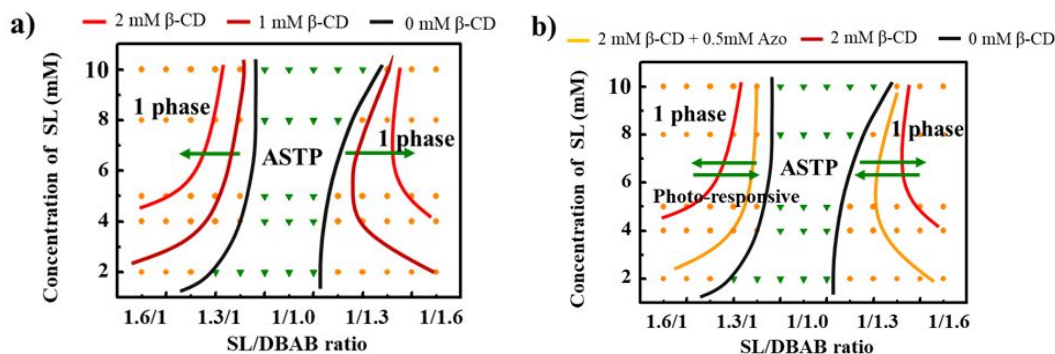 a)
2 mM β-CD 1 mM β-CD 0 mM β-CD
Concentration of SL (mM)
10
8
6
4
2
1 phase
ASTP
1 phase
1.6/1 1.3/1 1/1.0 1/1.3 1/1.6
SL/DBAB ratio
b)
2 mM β-CD + 0.5mM Azo 2 mM β-CD 0 mM β-CD
Concentration of SL (mM)
10
8
6
4
2
1 phase
ASTP
1 phase
Photo-responsive
1.6/1 1.3/1 1/1.0 1/1.3 1/1.6
SL/DBAB ratio